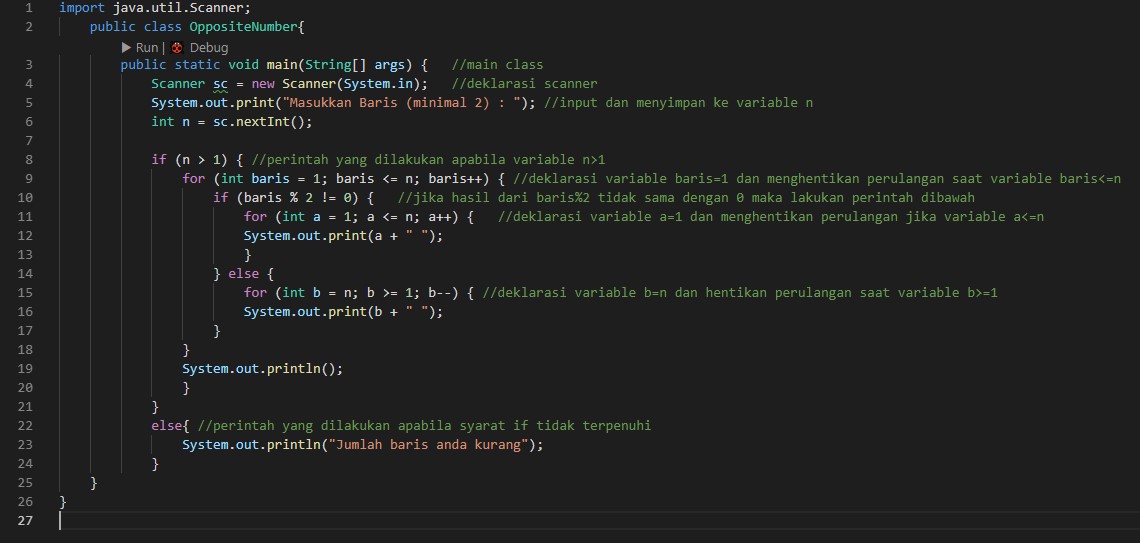 1 import java.util.Scanner;
2 public class OppositeNumber{
Run | Debug
3 public static void main(String[] args) { //main class
4 Scanner sc = new Scanner(System.in); //deklarasi scanner
5 System.out.print("Masukkan Baris (minimal 2) : "); //input dan menyimpan ke variable n
6 int n = sc.nextInt();
7
8 if (n > 1) { //perintah yang dilakukan apabila variable n>1
9 for (int baris = 1; baris <= n; baris++) { //deklarasi variable baris=1 dan menghentikan perulangan saat variable baris<=n
10 if (baris % 2 != 0) { //jika hasil dari baris%2 tidak sama dengan 0 maka lakukan perintah dibawah
11 for (int a = 1; a <= n; a++) { //deklarasi variable a=1 dan menghentikan perulangan jika variable a<=n
12 System.out.print(a + " ");
13 }
14 } else {
15 for (int b = n; b >= 1; b--) { //deklarasi variable b=n dan hentikan perulangan saat variable b>=1
16 System.out.print(b + " ");
17 }
18 }
19 System.out.println();
20 }
21 }
22 else{ //perintah yang dilakukan apabila syarat if tidak terpenuhi
23 System.out.println("Jumlah baris anda kurang");
24 }
25 }
26 }
27